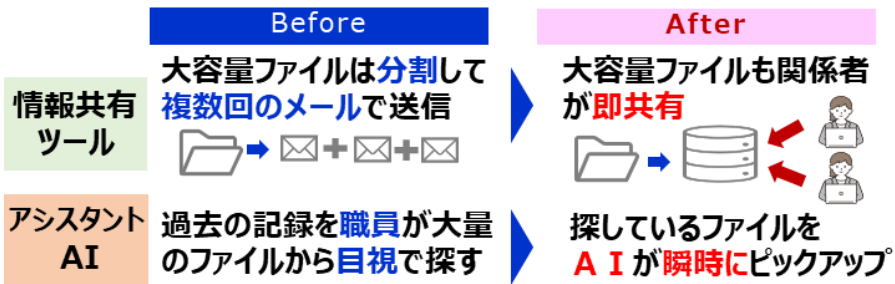 Before
After
情報共有
ツール
大容量ファイルは分割して
複数回のメールで送信
大容量ファイルも関係者
が即共有
アシスタント
AI
過去の記録を職員が大量
のファイルから目視で探す
探しているファイルを
ＡＩが瞬時にピックアップ